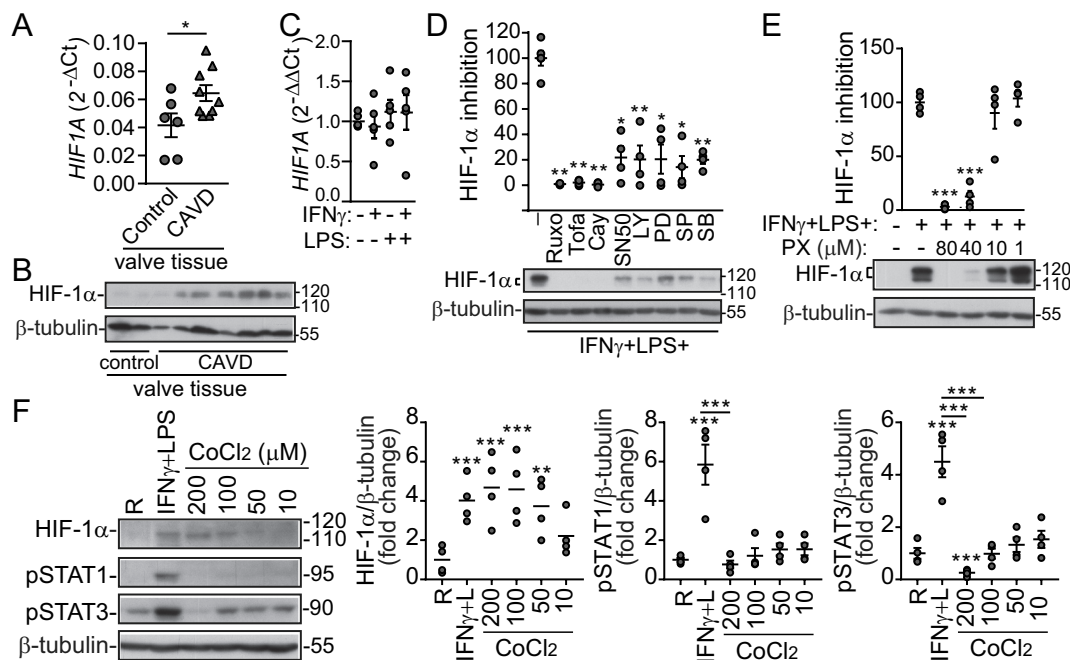 A
*
HIF1A (2-ΔCt)
0.10
0.08
0.06
0.04
0.02
0.00
Control
CAVD
valve tissue
B
HIF-1α-
-120
-110
β-tubulin-
-55
control
CAVD
valve tissue
C
HIF1A (2-ΔΔCt)
2.0
1.5
1.0
0.5
0.0
IFNγ: - + - +
LPS: - - + +
D
HIF-1α inhibition
120
100
80
60
40
20
0
** ** ** * ** * * **
-
Ruxo
Tofa
Cay
SN50
LY
PD
SP
SB
HIF-1α
-120
-110
β-tubulin-
-55
IFNγ+LPS+
E
HIF-1α inhibition
150
100
50
0
*** ***
IFNγ+LPS+: - + + + + +
PX (μM): - - 80 40 10 1
HIF-1α
-120
-110
β-tubulin-
-55
F
R
IFNγ+LPS
CoCl2 (μM)
200
100
50
10
HIF-1α-
-120
-110
pSTAT1-
-95
pSTAT3-
-90
β-tubulin-
-55
HIF-1α/β-tubulin
(fold change)
8
6
4
2
0
*** *** *** **
R
IFNγ+L
200
100
50
10
CoCl2
pSTAT1/β-tubulin
(fold change)
8
6
4
2
0
***
***
R
IFNγ+L
200
100
50
10
CoCl2
pSTAT3/β-tubulin
(fold change)
8
6
4
2
0
***
***
***
***
R
IFNγ+L
200
100
50
10
CoCl2